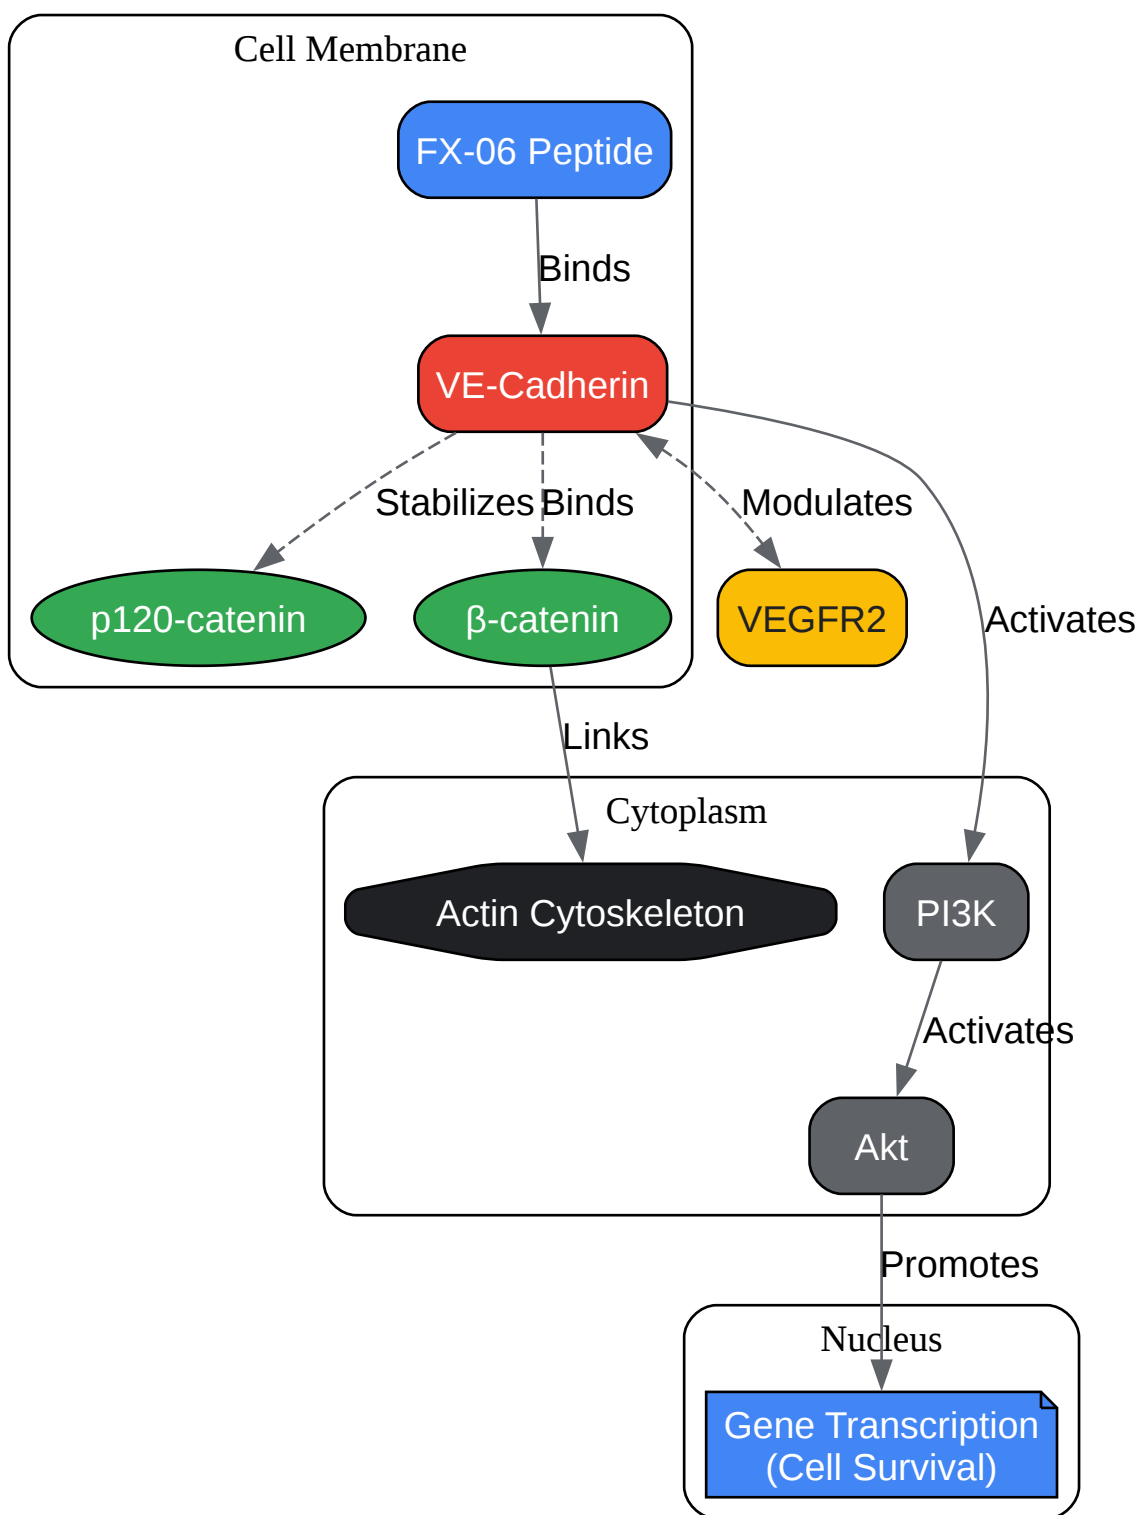 Cell Membrane
FX-06 Peptide
Binds
VE-Cadherin
Stabilizes
Binds
Modulates
p120-catenin
β-catenin
VEGFR2
Activates
Links
Cytoplasm
Actin Cytoskeleton
PI3K
Activates
Akt
Promotes
Nucleus
Gene Transcription
(Cell Survival)